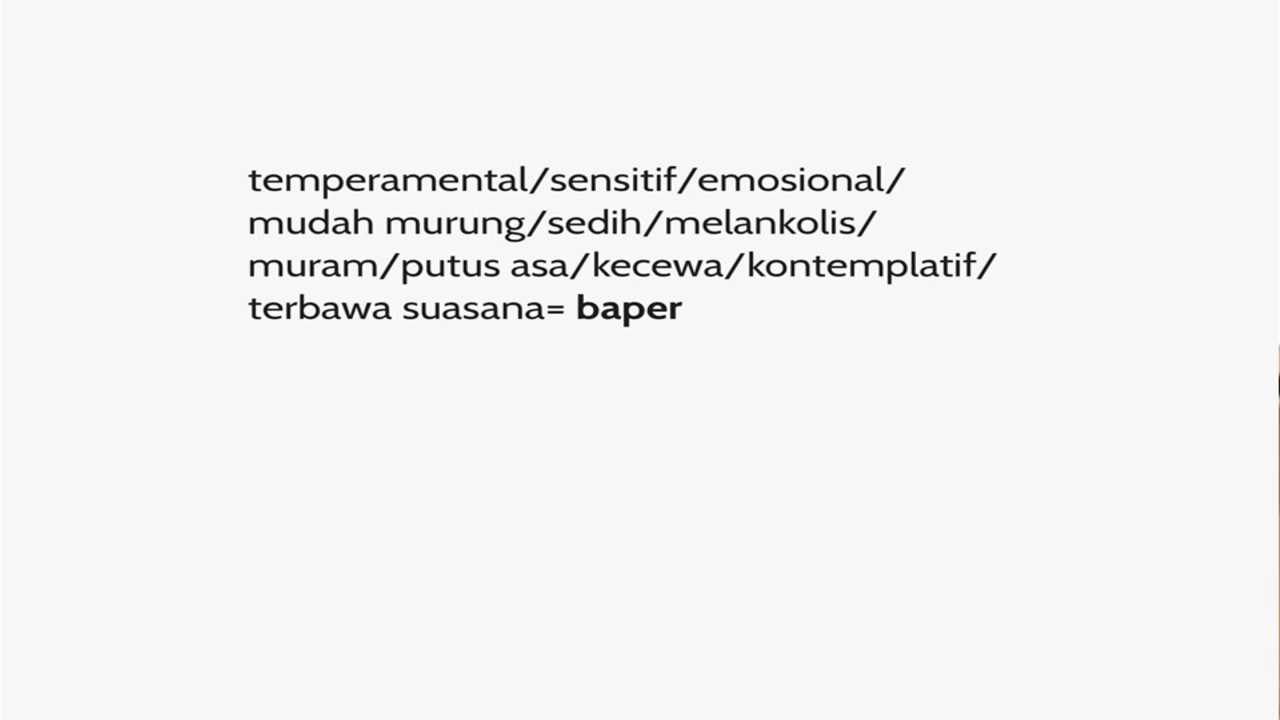 temperamental/sensitif/emosional/
mudah murung/sedih/melankolis/
muram/putus asa/kecewa/kontemplatif/
terbawa suasana= baper